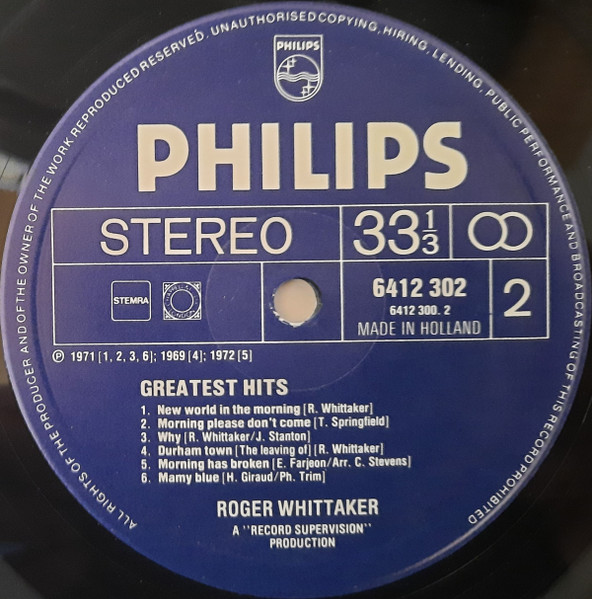 ALL RIGHTS OF THE PRODUCER AND OF THE OWNER OF THE WORK REPRODUCED RESERVED. UNAUTHORISED COPYING, HIRING, LENDING, PUBLIC PERFORMANCE AND BROADCASTING OF THIS RECORD PROHIBITED
PHILIPS
PHILIPS
STEREO 33 1/3
STEMRA
6412 302
6412 300. 2
MADE IN HOLLAND
2
℗ 1971 [1, 2, 3, 6]; 1969 [4]; 1972 [5]
GREATEST HITS
1. New world in the morning [R. Whittaker]
2. Morning please don't come [T. Springfield]
3. Why [R. Whittaker/J. Stanton]
4. Durham town [The leaving of] [R. Whittaker]
5. Morning has broken [E. Farjeon/Arr. C. Stevens]
6. Mamy blue [H. Giraud/Ph. Trim]
ROGER WHITTAKER
A "RECORD SUPERVISION"
PRODUCTION